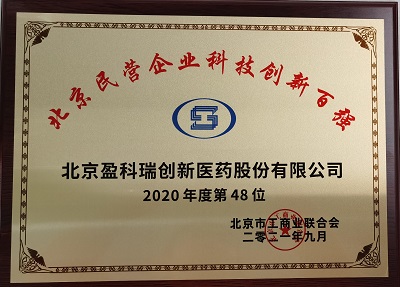 北京民营企业科技创新百强
北京盈科瑞创新医药股份有限公司
2020年度第48位
北京市工商业联合会
二零二一年九月